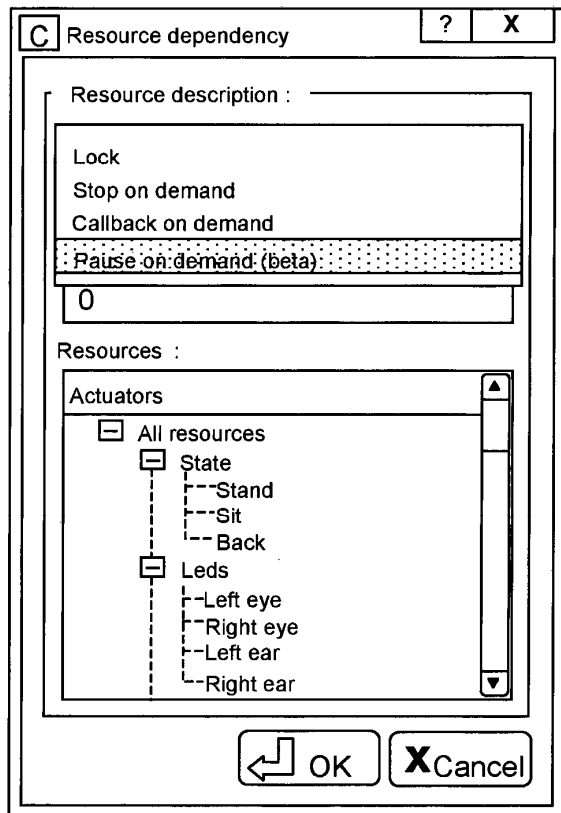 C Resource dependency ? X
Resource description :
Lock
Stop on demand
Callback on demand
Pause on demand (beta)
0
Resources :
Actuators
All resources
State
Stand
Sit
Back
Leds
Left eye
Right eye
Left ear
Right ear
OK X Cancel